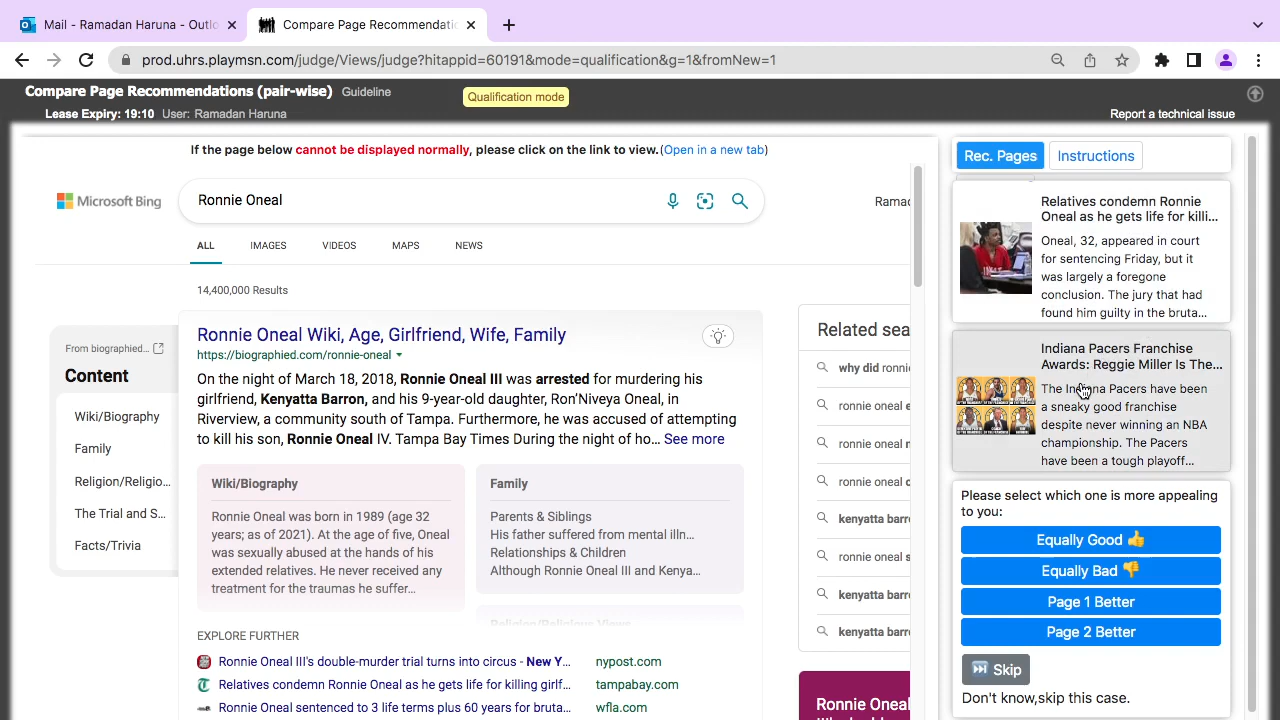 Mail - Ramadan Haruna - Outlo
Compare Page Recommendatic
prod.uhrs.playmsn.com/judge/Views/judge?hitappid=60191&mode=qualification&g=1&fromNew=1
Compare Page Recommendations (pair-wise) Guideline
Qualification mode
Lease Expiry: 19:10 User: Ramadan Haruna
Report a technical issue
If the page below cannot be displayed normally, please click on the link to view.(Open in a new tab)
Microsoft Bing
Ronnie Oneal
Ramad
ALL IMAGES VIDEOS MAPS NEWS
14,400,000 Results
From biographied...
Content
Wiki/Biography
Family
Religion/Religio...
The Trial and S...
Facts/Trivia
Ronnie Oneal Wiki, Age, Girlfriend, Wife, Family
https://biographied.com/ronnie-oneal
On the night of March 18, 2018, Ronnie Oneal III was arrested for murdering his
girlfriend, Kenyatta Barron, and his 9-year-old daughter, Ron'Niveya Oneal, in
Riverview, a community south of Tampa. Furthermore, he was accused of attempting
to kill his son, Ronnie Oneal IV. Tampa Bay Times During the night of ho... See more
Wiki/Biography
Ronnie Oneal was born in 1989 (age 32
years; as of 2021). At the age of five, Oneal
was sexually abused at the hands of his
extended relatives. He never received any
treatment for the traumas he suffer...
Family
Parents & Siblings
His father suffered from mental illn...
Relationships & Children
Although Ronnie Oneal III and Kenya...
Religion/Religious Views
EXPLORE FURTHER
Ronnie Oneal III's double-murder trial turns into circus - New Y... nypost.com
Relatives condemn Ronnie Oneal as he gets life for killing girlf... tampabay.com
Ronnie Oneal sentenced to 3 life terms plus 60 years for bruta... wfla.com
Related sea
why did ronni
ronnie oneal e
ronnie oneal n
ronnie oneal c
kenyatta barr
ronnie oneal s
kenyatta barr
kenyatta barr
Ronnie Oneal
Rec. Pages Instructions
Relatives condemn Ronnie
Oneal as he gets life for killi...
Oneal, 32, appeared in court
for sentencing Friday, but it
was largely a foregone
conclusion. The jury that had
found him guilty in the bruta...
Indiana Pacers Franchise
Awards: Reggie Miller Is The...
The Indiana Pacers have been
a sneaky good franchise
despite never winning an NBA
championship. The Pacers
have been a tough playoff...
Please select which one is more appealing
to you:
Equally Good
Equally Bad
Page 1 Better
Page 2 Better
Skip
Don't know,skip this case.